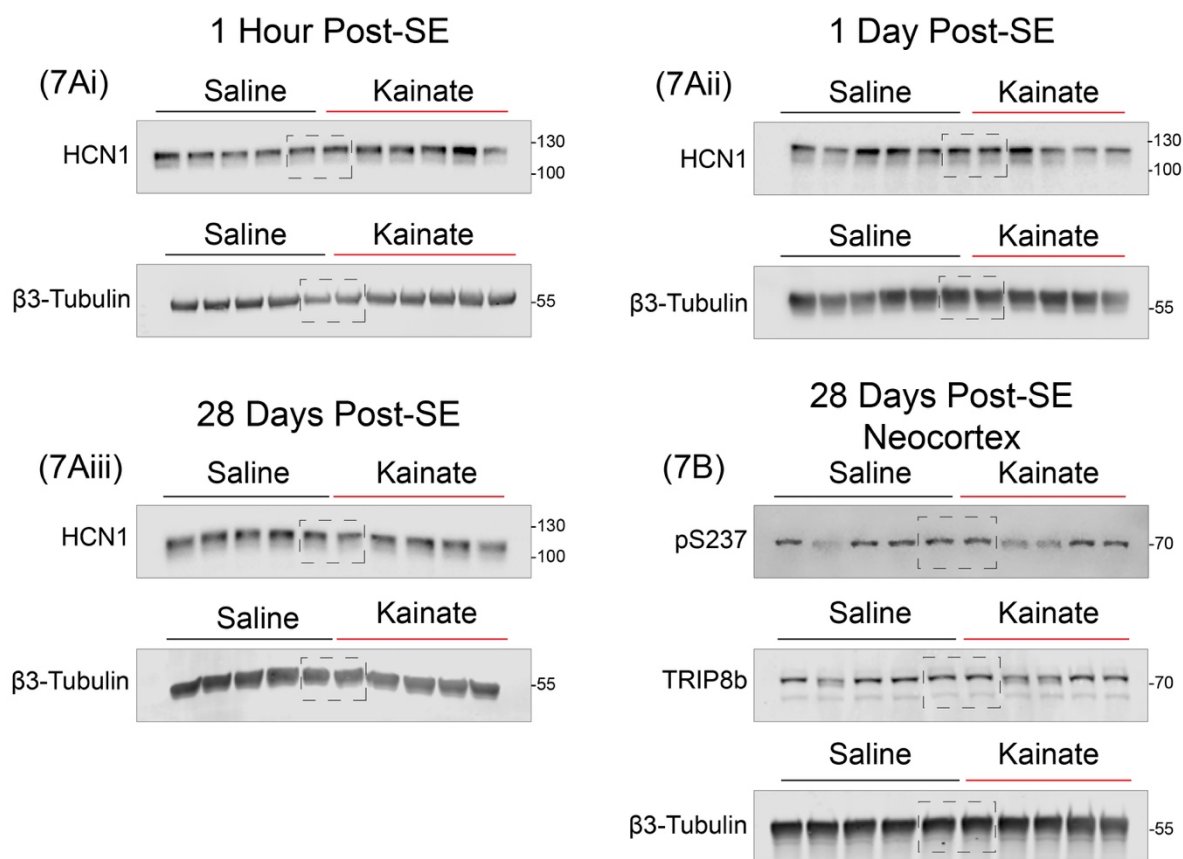 1 Hour Post-SE
(7Ai)
Saline Kainate
HCN1
-130
-100
Saline Kainate
β3-Tubulin
-55
1 Day Post-SE
(7Aii)
Saline Kainate
HCN1
-130
-100
Saline Kainate
β3-Tubulin
-55
28 Days Post-SE
(7Aiii)
Saline Kainate
HCN1
-130
-100
Saline Kainate
β3-Tubulin
-55
28 Days Post-SE
Neocortex
(7B)
Saline Kainate
pS237
-70
Saline Kainate
TRIP8b
-70
Saline Kainate
β3-Tubulin
-55